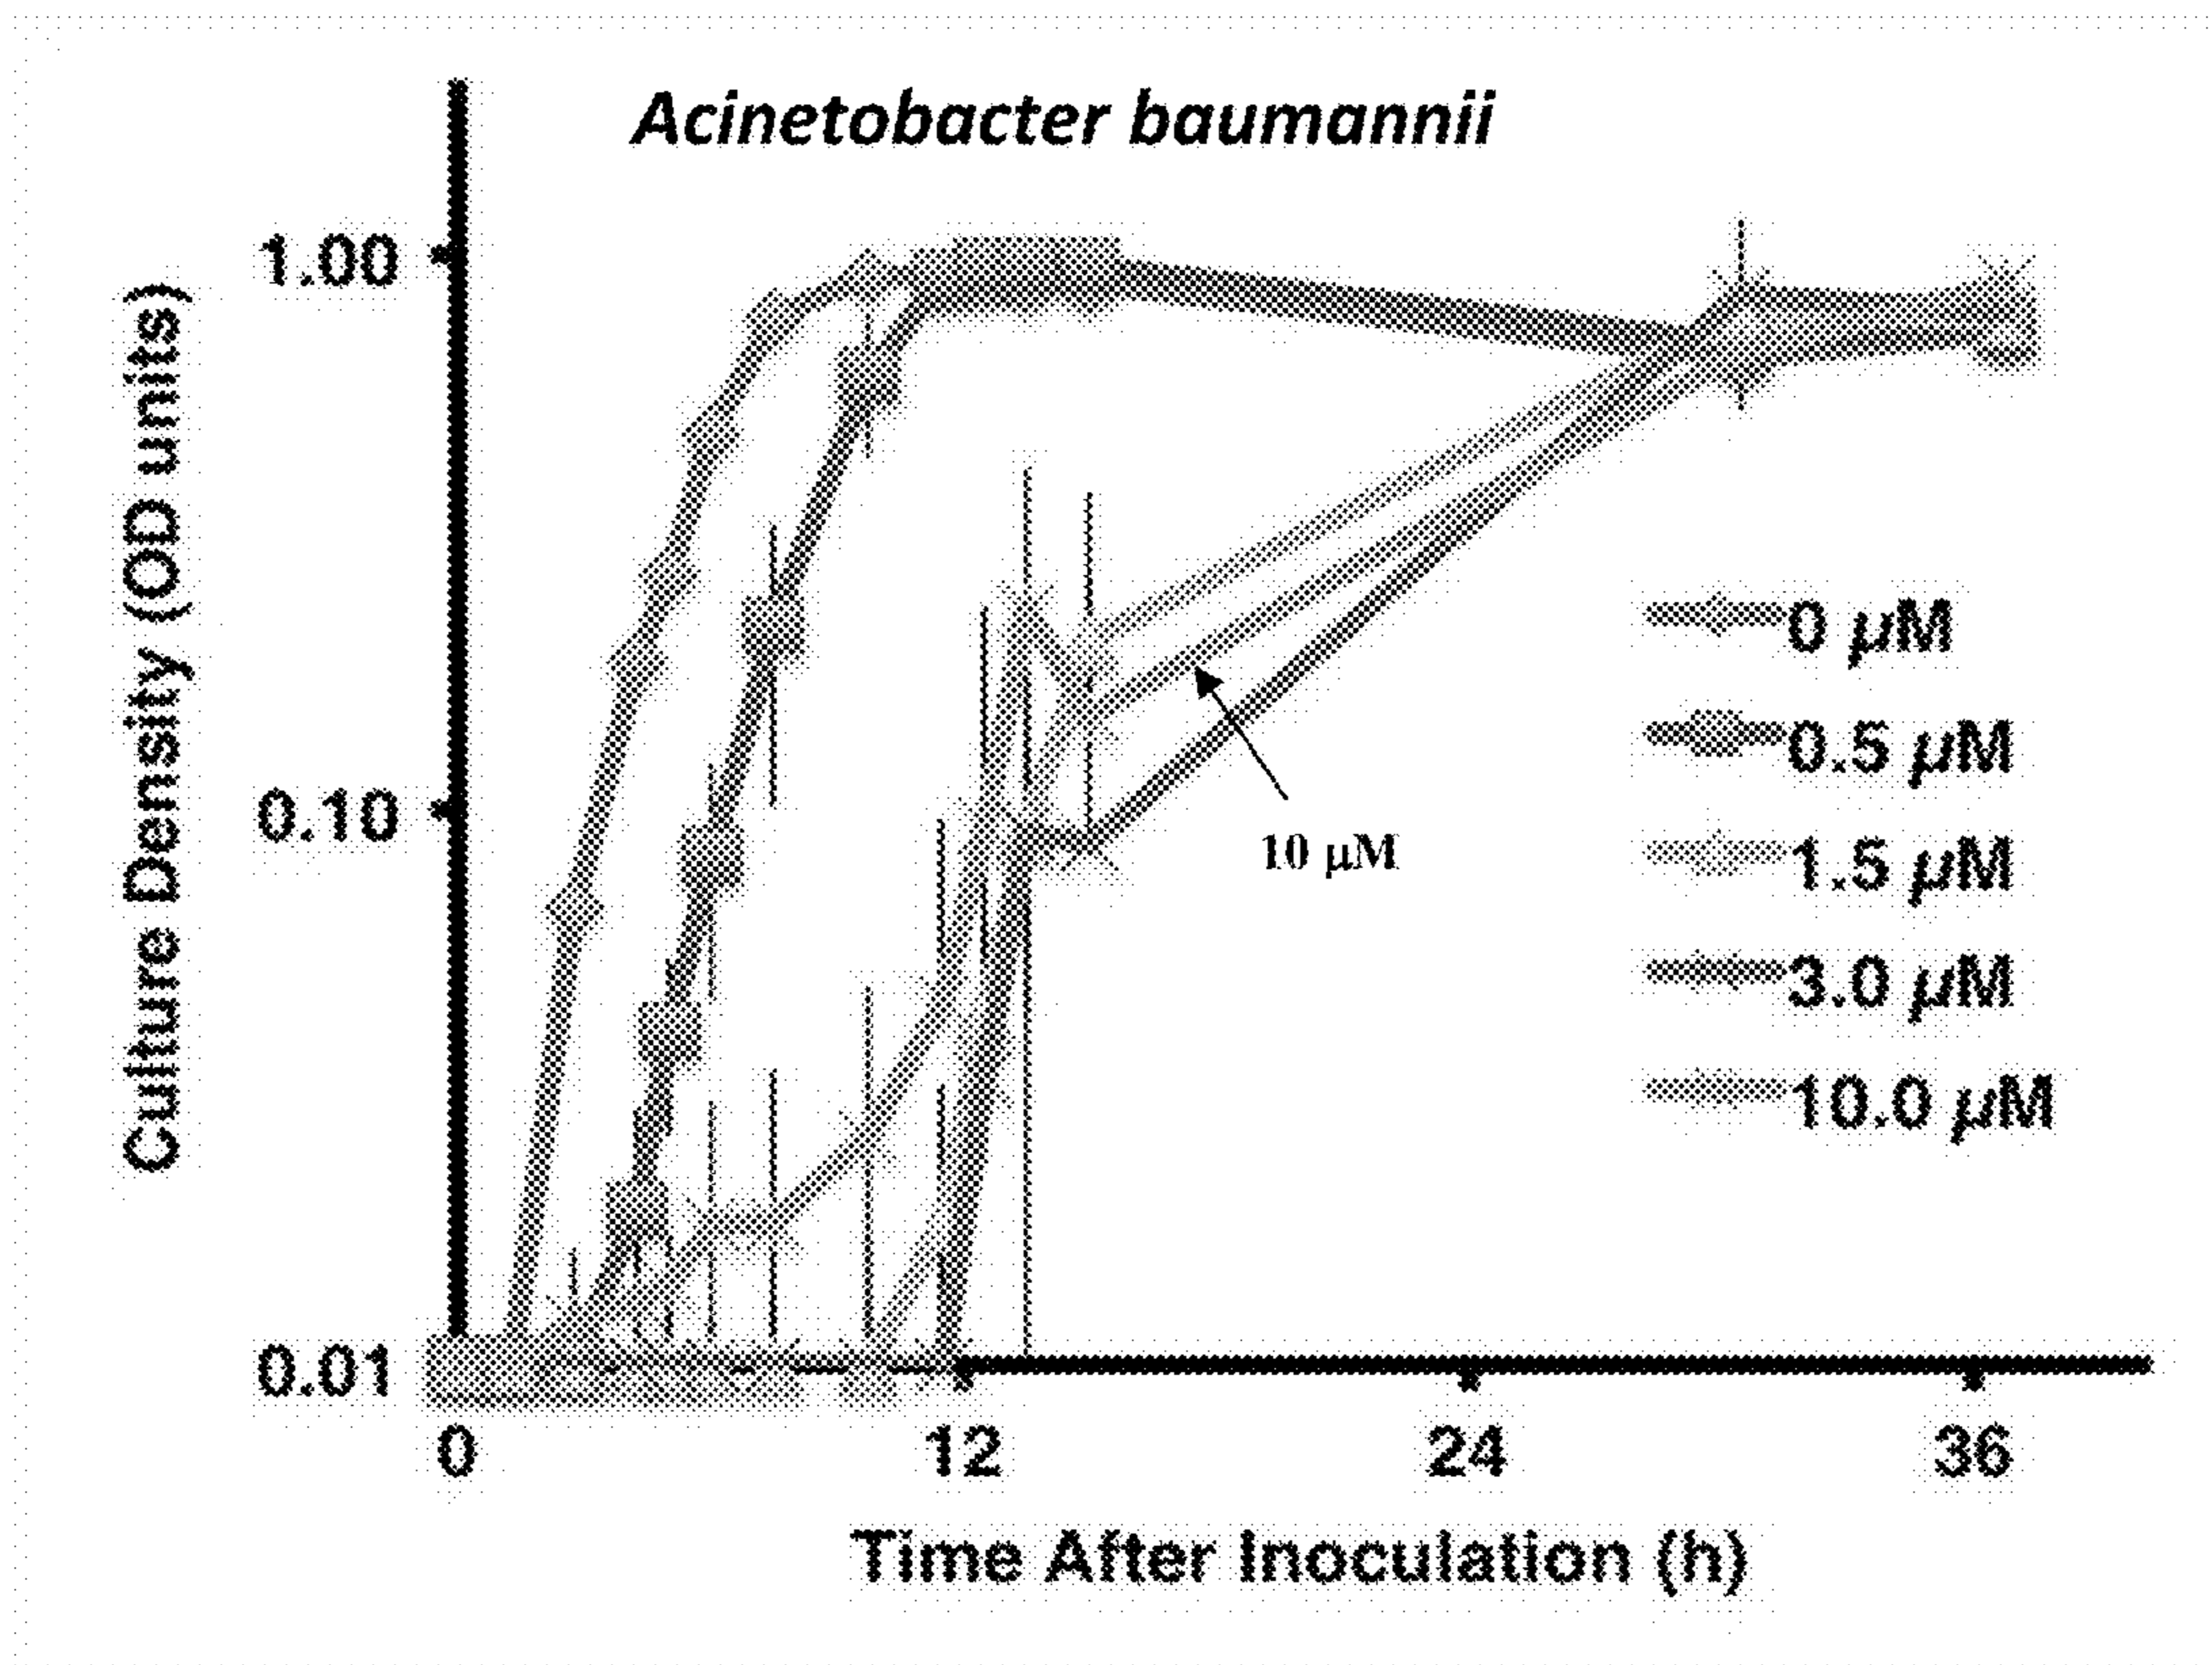 Acinetobacter baumannii
Culture Density (OD units)
1.00
0.10
0.01
0
12
24
36
Time After Inoculation (h)
10 μM
0 μM
0.5 μM
1.5 μM
3.0 μM
10.0 μM